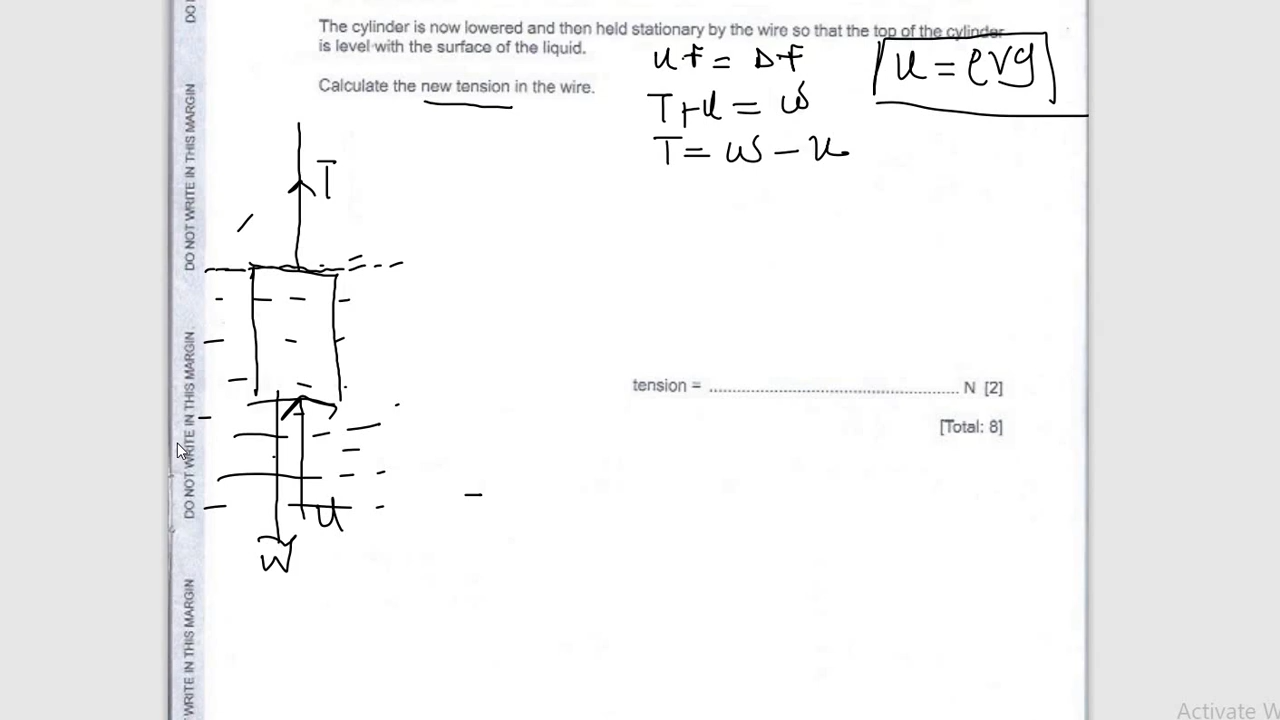 The cylinder is now lowered and then held stationary by the wire so that the top of the cylinder
is level with the surface of the liquid.
Calculate the new tension in the wire.
uf = Df
T+u = w
T = w - u
u = ρvg
T
u
W
tension = ........................................ N [2]
[Total: 8]
DO NOT WRITE IN THIS MARGIN
DO NOT WRITE IN THIS MARGIN
WRITE IN THIS MARGIN
Activate W